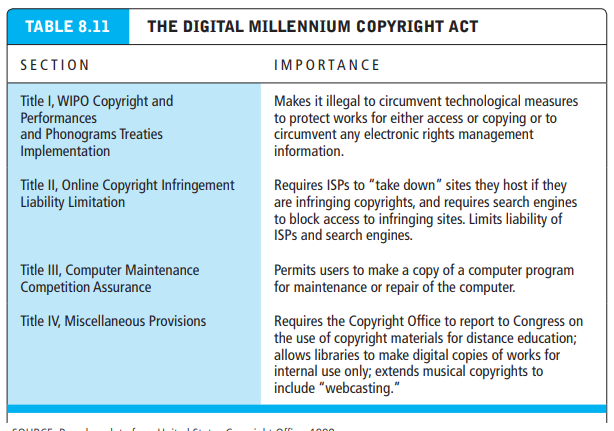 TABLE 8.11 THE DIGITAL MILLENNIUM COPYRIGHT ACT
SECTION IMPORTANCE
Title I, WIPO Copyright and
Performances
and Phonograms Treaties
Implementation
Makes it illegal to circumvent technological measures
to protect works for either access or copying or to
circumvent any electronic rights management
information.
Title II, Online Copyright Infringement
Liability Limitation
Requires ISPs to “take down” sites they host if they
are infringing copyrights, and requires search engines
to block access to infringing sites. Limits liability of
ISPs and search engines.
Title III, Computer Maintenance
Competition Assurance
Permits users to make a copy of a computer program
for maintenance or repair of the computer.
Title IV, Miscellaneous Provisions
Requires the Copyright Office to report to Congress on
the use of copyright materials for distance education;
allows libraries to make digital copies of works for
internal use only; extends musical copyrights to
include “webcasting.”